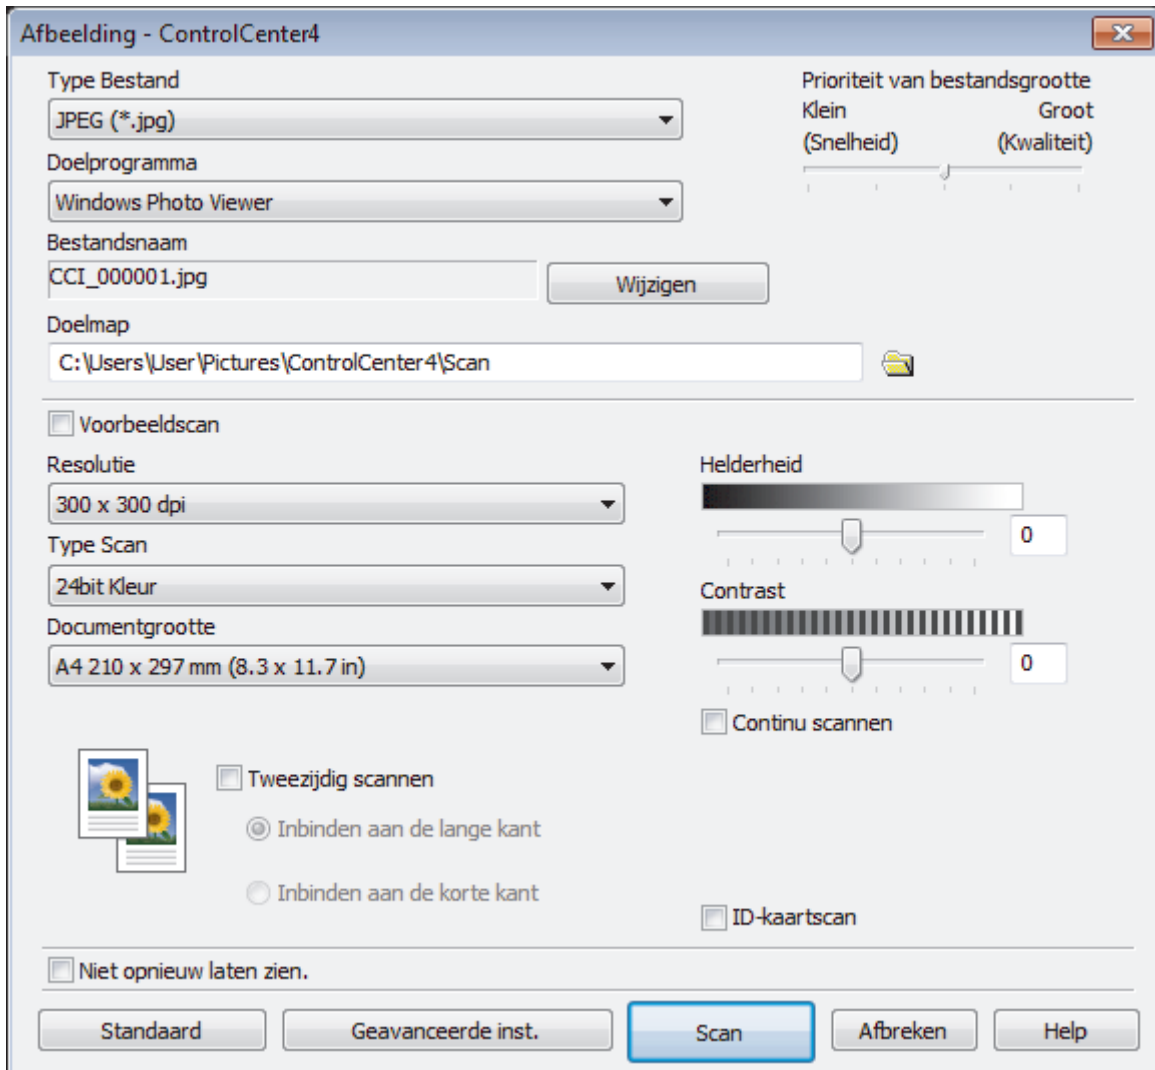 Afbeelding - ControlCenter4
Type Bestand
JPEG (*.jpg)
Doelprogramma
Windows Photo Viewer
Bestandsnaam
CCI_000001.jpg
Wijzigen
Doelmap
C:\Users\User\Pictures\ControlCenter4\Scan
Prioriteit van bestandsgrootte
Klein Groot
(Snelheid) (Kwaliteit)
Voorbeeldscan
Resolutie
300 x 300 dpi
Type Scan
24bit Kleur
Documentgrootte
A4 210 x 297 mm (8.3 x 11.7 in)
Helderheid
0
Contrast
0
Continu scannen
Tweezijdig scannen
Inbinden aan de lange kant
Inbinden aan de korte kant
ID-kaartscan
Niet opnieuw laten zien.
Standaard Geavanceerde inst. Scan Afbreken Help